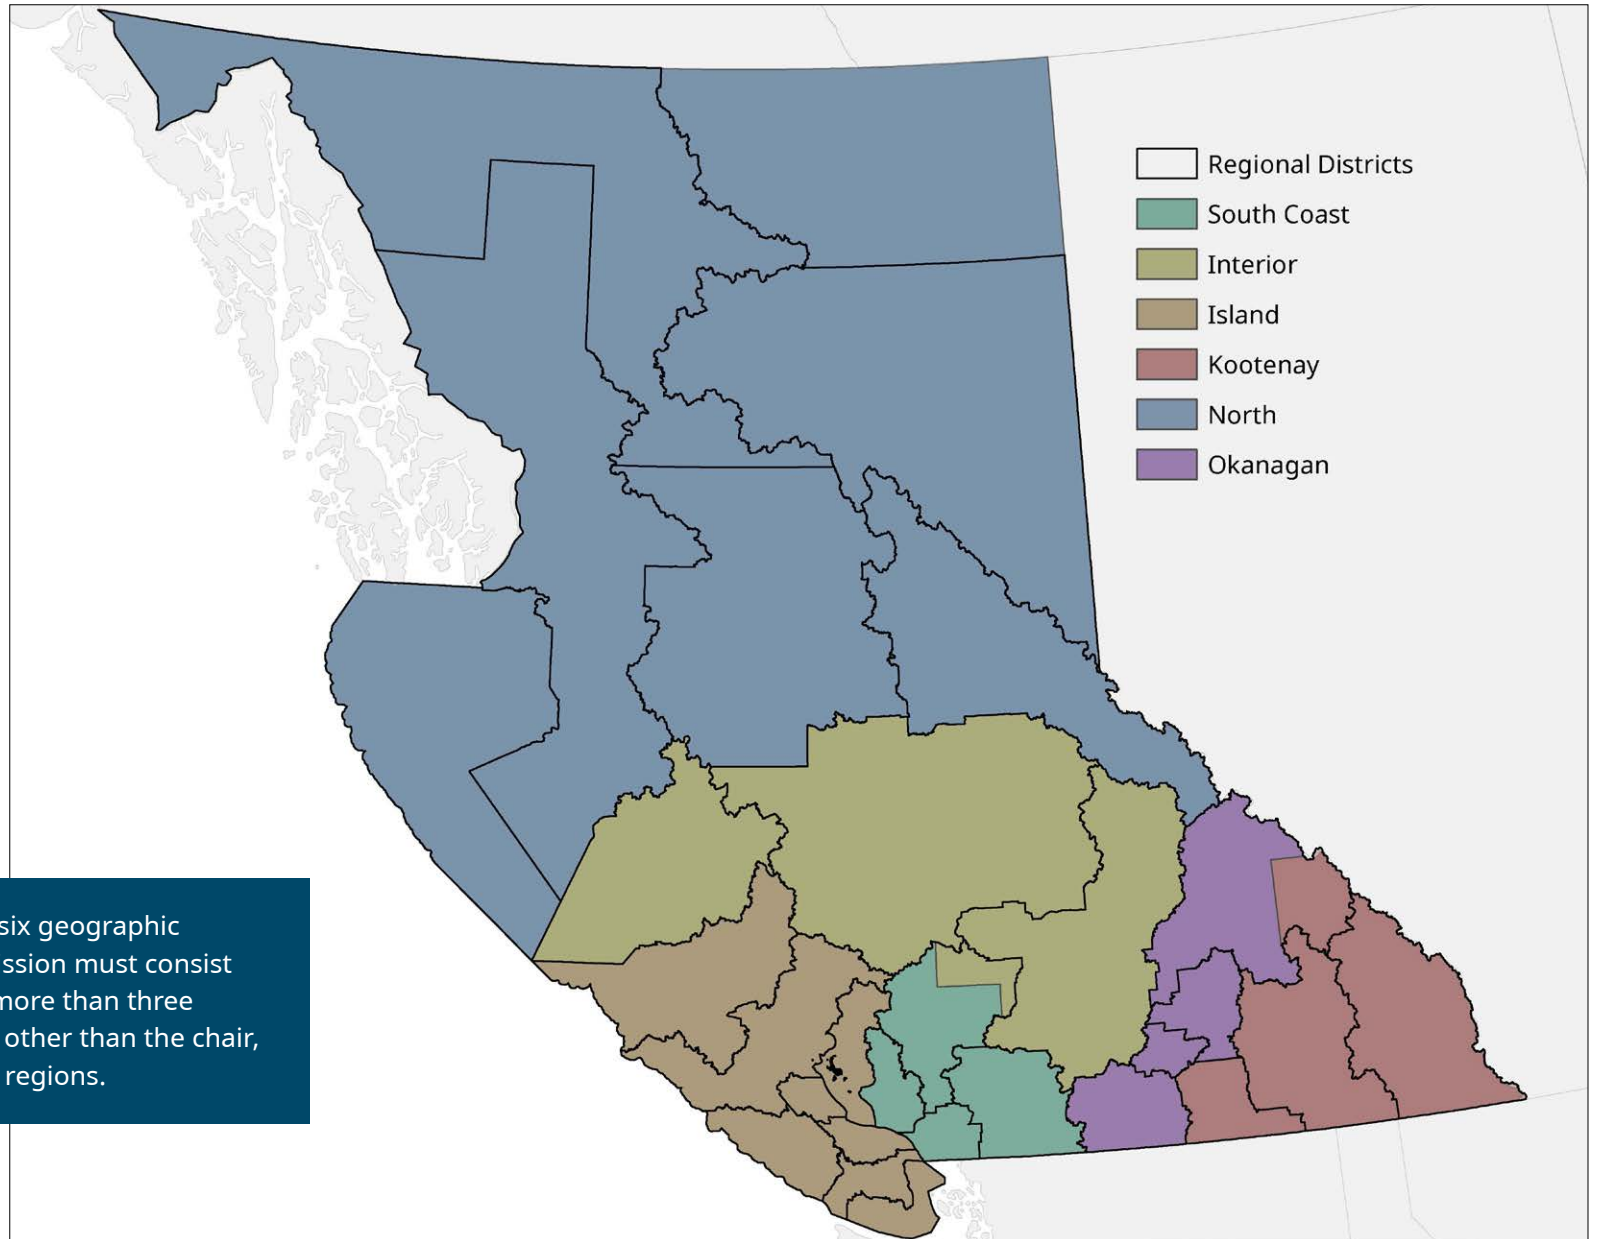 Regional Districts
South Coast
Interior
Island
Kootenay
North
Okanagan
six geographic
ssion must consist
more than three
other than the chair,
regions.